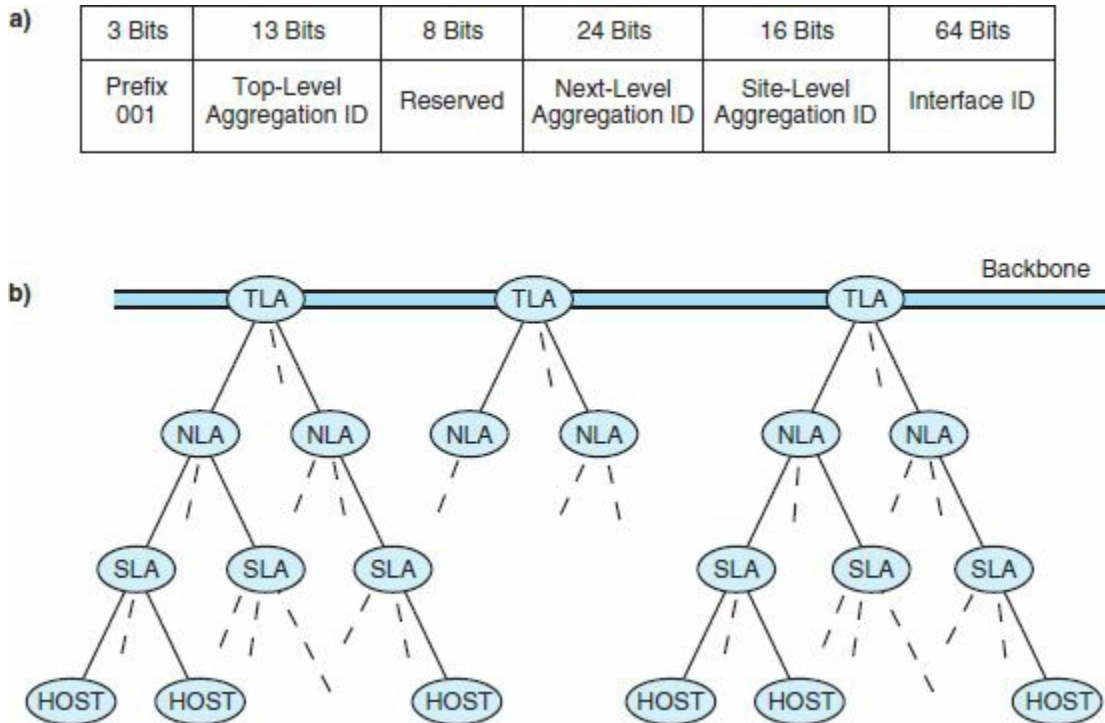 a)
3 Bits 13 Bits 8 Bits 24 Bits 16 Bits 64 Bits
Prefix 001 Top-Level Aggregation ID Reserved Next-Level Aggregation ID Site-Level Aggregation ID Interface ID
b)
Backbone
TLA TLA TLA
NLA NLA NLA NLA NLA NLA
SLA SLA SLA SLA SLA SLA
HOST HOST HOST HOST HOST HOST